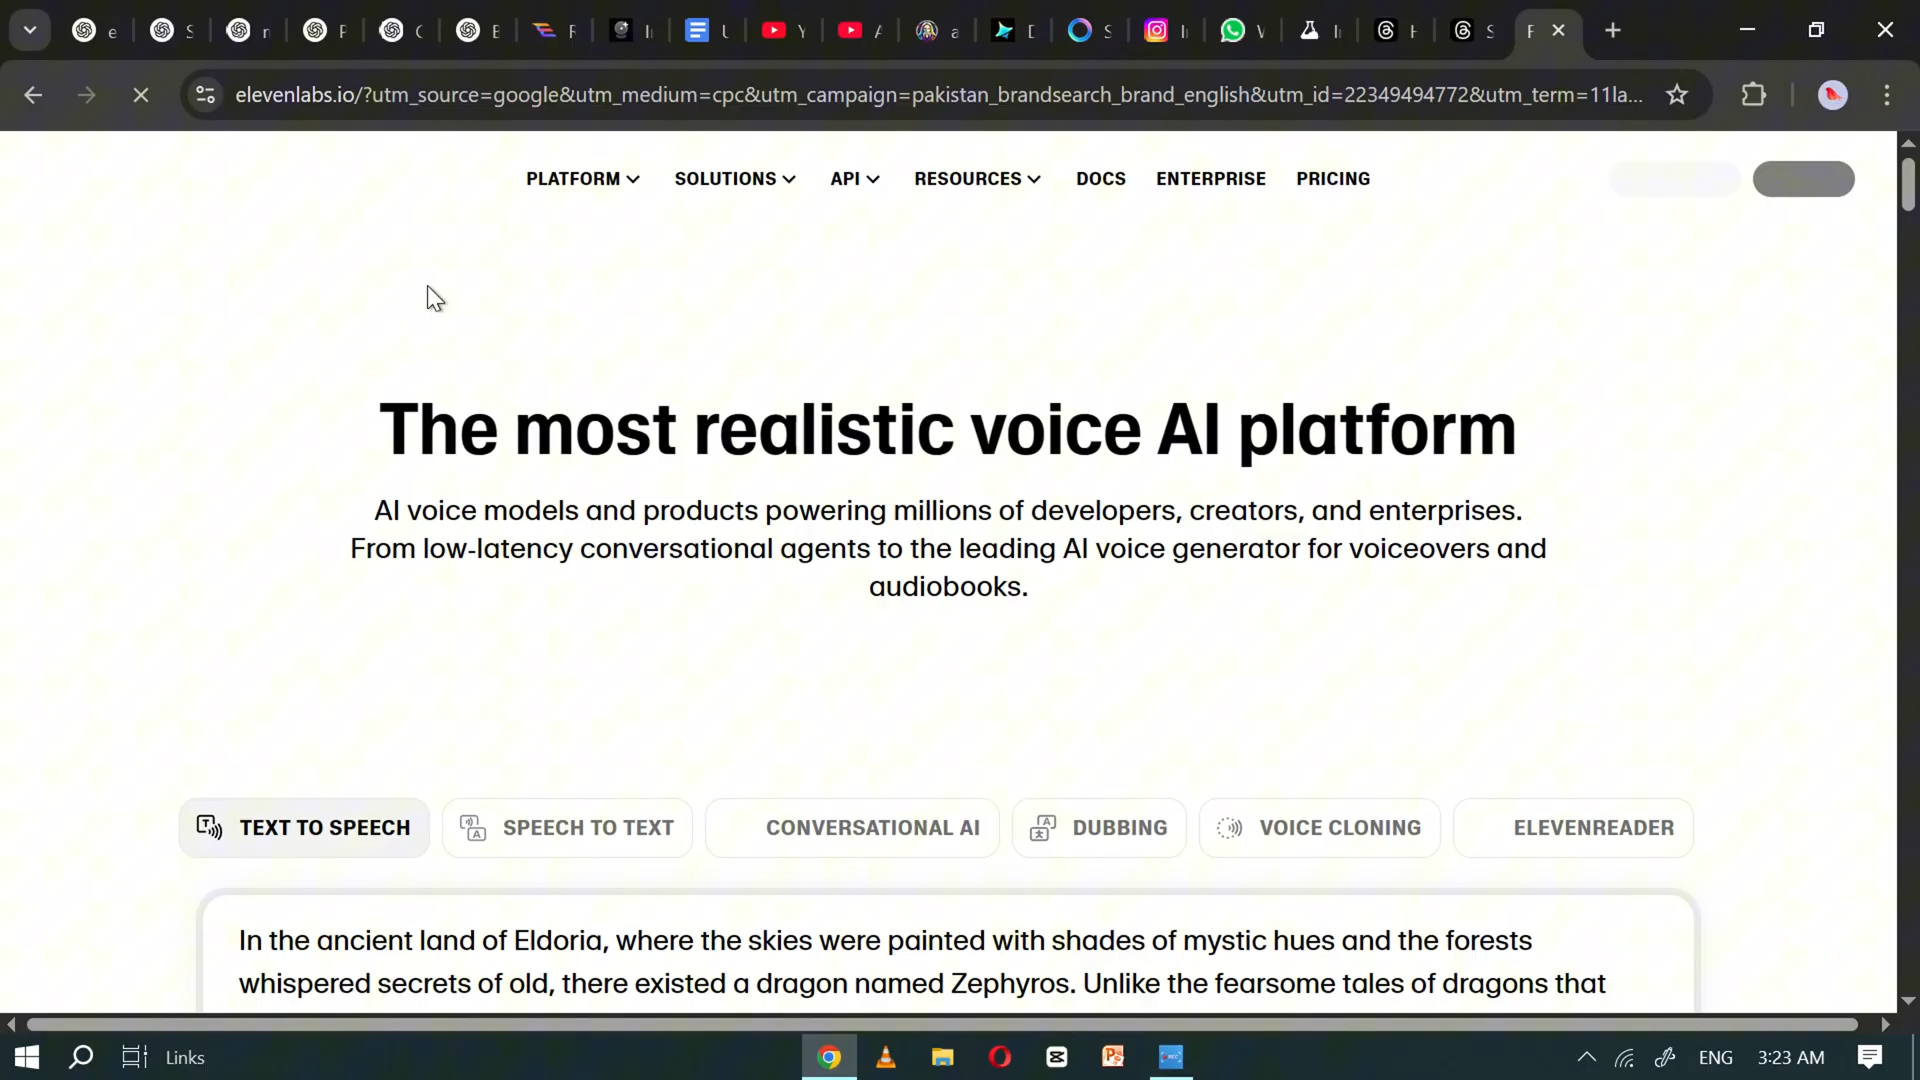 elevenlabs.io/?utm_source=google&utm_medium=cpc&utm_campaign=pakistan_brandsearch_brand_english&utm_id=22349494772&utm_term=11la...
PLATFORM SOLUTIONS API RESOURCES DOCS ENTERPRISE PRICING
The most realistic voice AI platform
AI voice models and products powering millions of developers, creators, and enterprises.
From low-latency conversational agents to the leading AI voice generator for voiceovers and
audiobooks.
TEXT TO SPEECH SPEECH TO TEXT CONVERSATIONAL AI DUBBING VOICE CLONING ELEVENREADER
In the ancient land of Eldoria, where the skies were painted with shades of mystic hues and the forests
whispered secrets of old, there existed a dragon named Zephyros. Unlike the fearsome tales of dragons that
Links ENG 3:23 AM